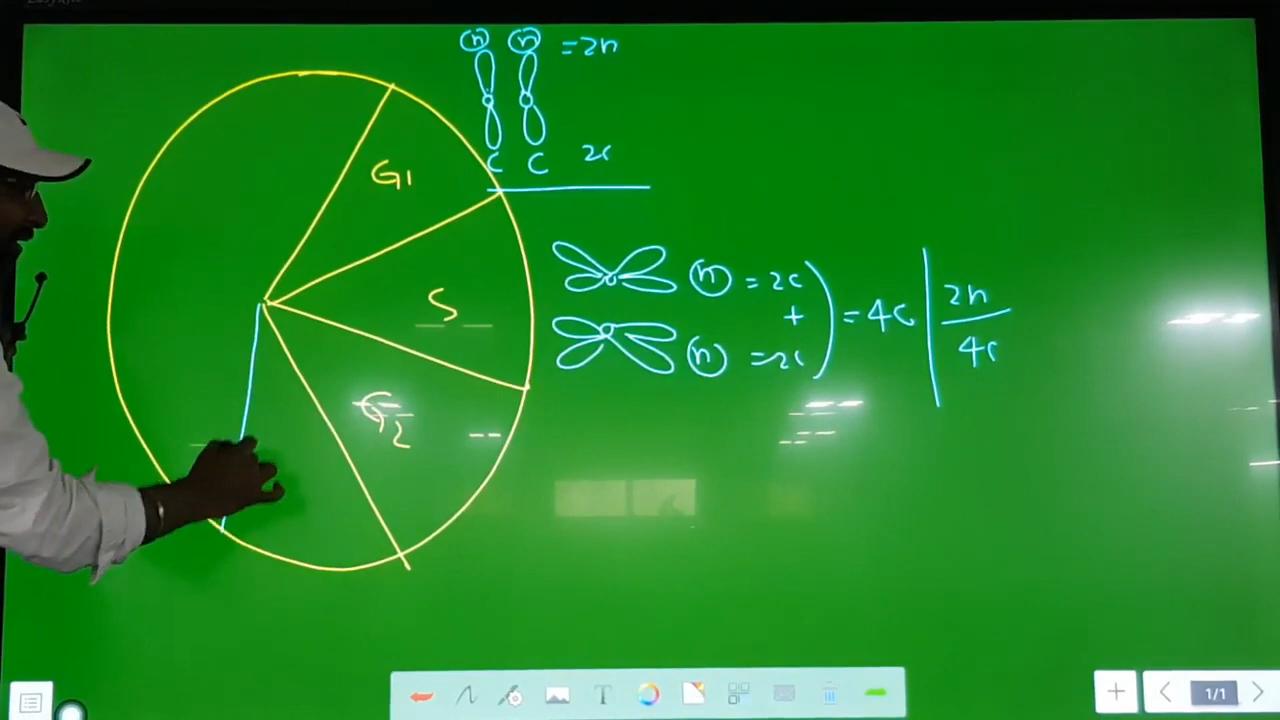 n n = 2n
C C 2C
G1
S
n = 2C
+
n = 2C
= 4C
2n
4C
G2
1/1